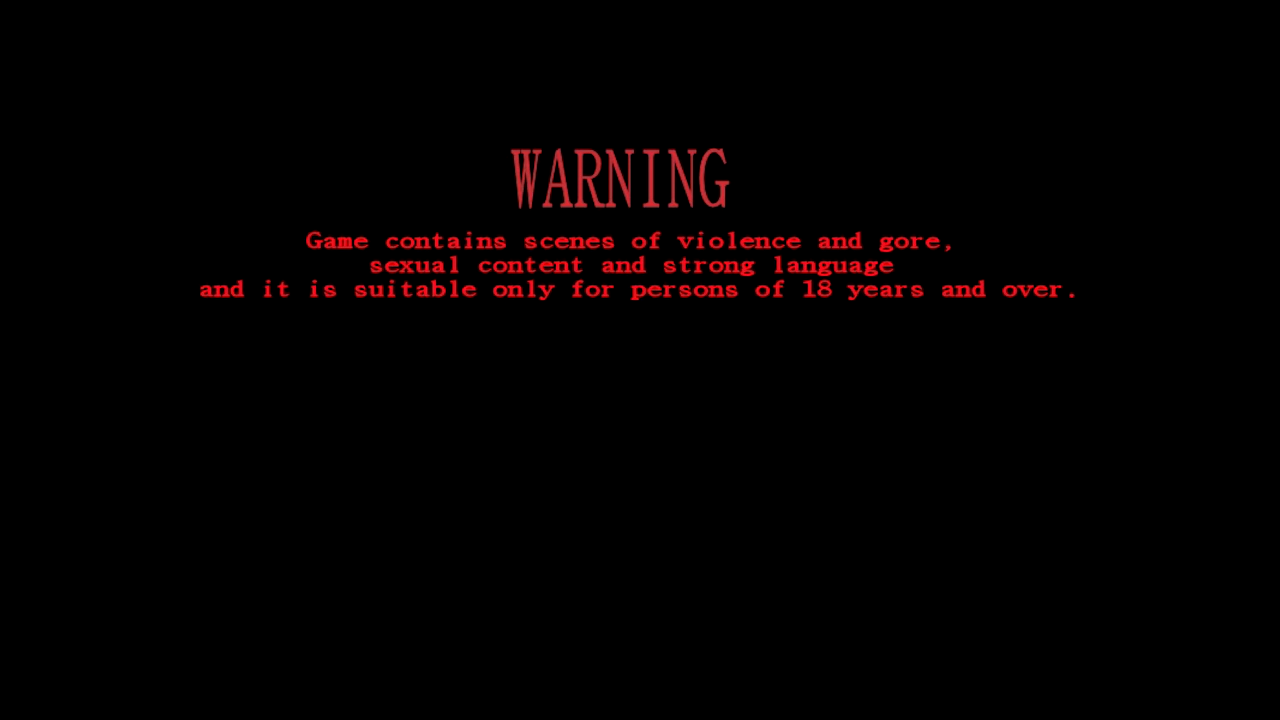 WARNING
Game contains scenes of violence and gore,
sexual content and strong language
and it is suitable only for persons of 18 years and over.